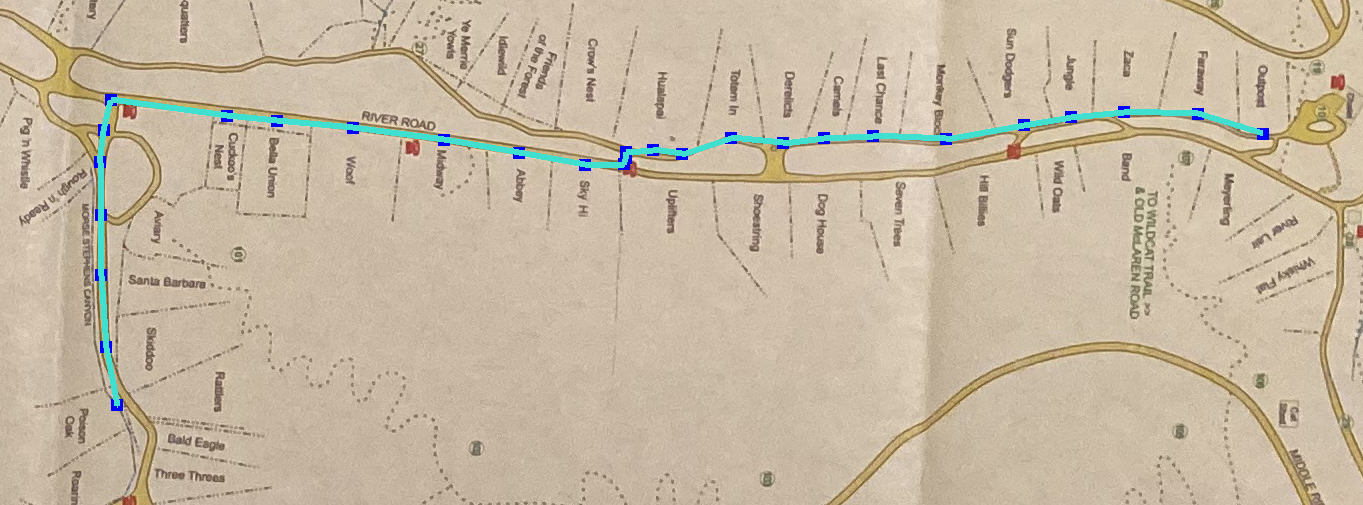 Ye Merrie
Yowls
Idlewild
Friends
of the Forest
Crow's Nest
Hualapai
Totem In
Derelicts
Camels
Last Chance
Monkey Block
Sun Dodgers
Jungle
Zaca
Faraway
Outpost
RIVER ROAD
Pig 'n Whistle
Rough 'n Ready
Cuckoo's
Nest
Bella Union
Woof
Midway
Abbey
Sky Hi
Uplifters
Shoestring
Dog House
Seven Trees
Hill Billies
Wild Oats
Band
Meyerling
River Lair
Whisky Flat
TO WILDCAT TRAIL >>
& OLD McLAREN ROAD
MORSE STEPHENS CANYON
Aviary
101
Santa Barbara
Skiddoo
Rattlers
Poison
Oak
Bald Eagle
Three Threes